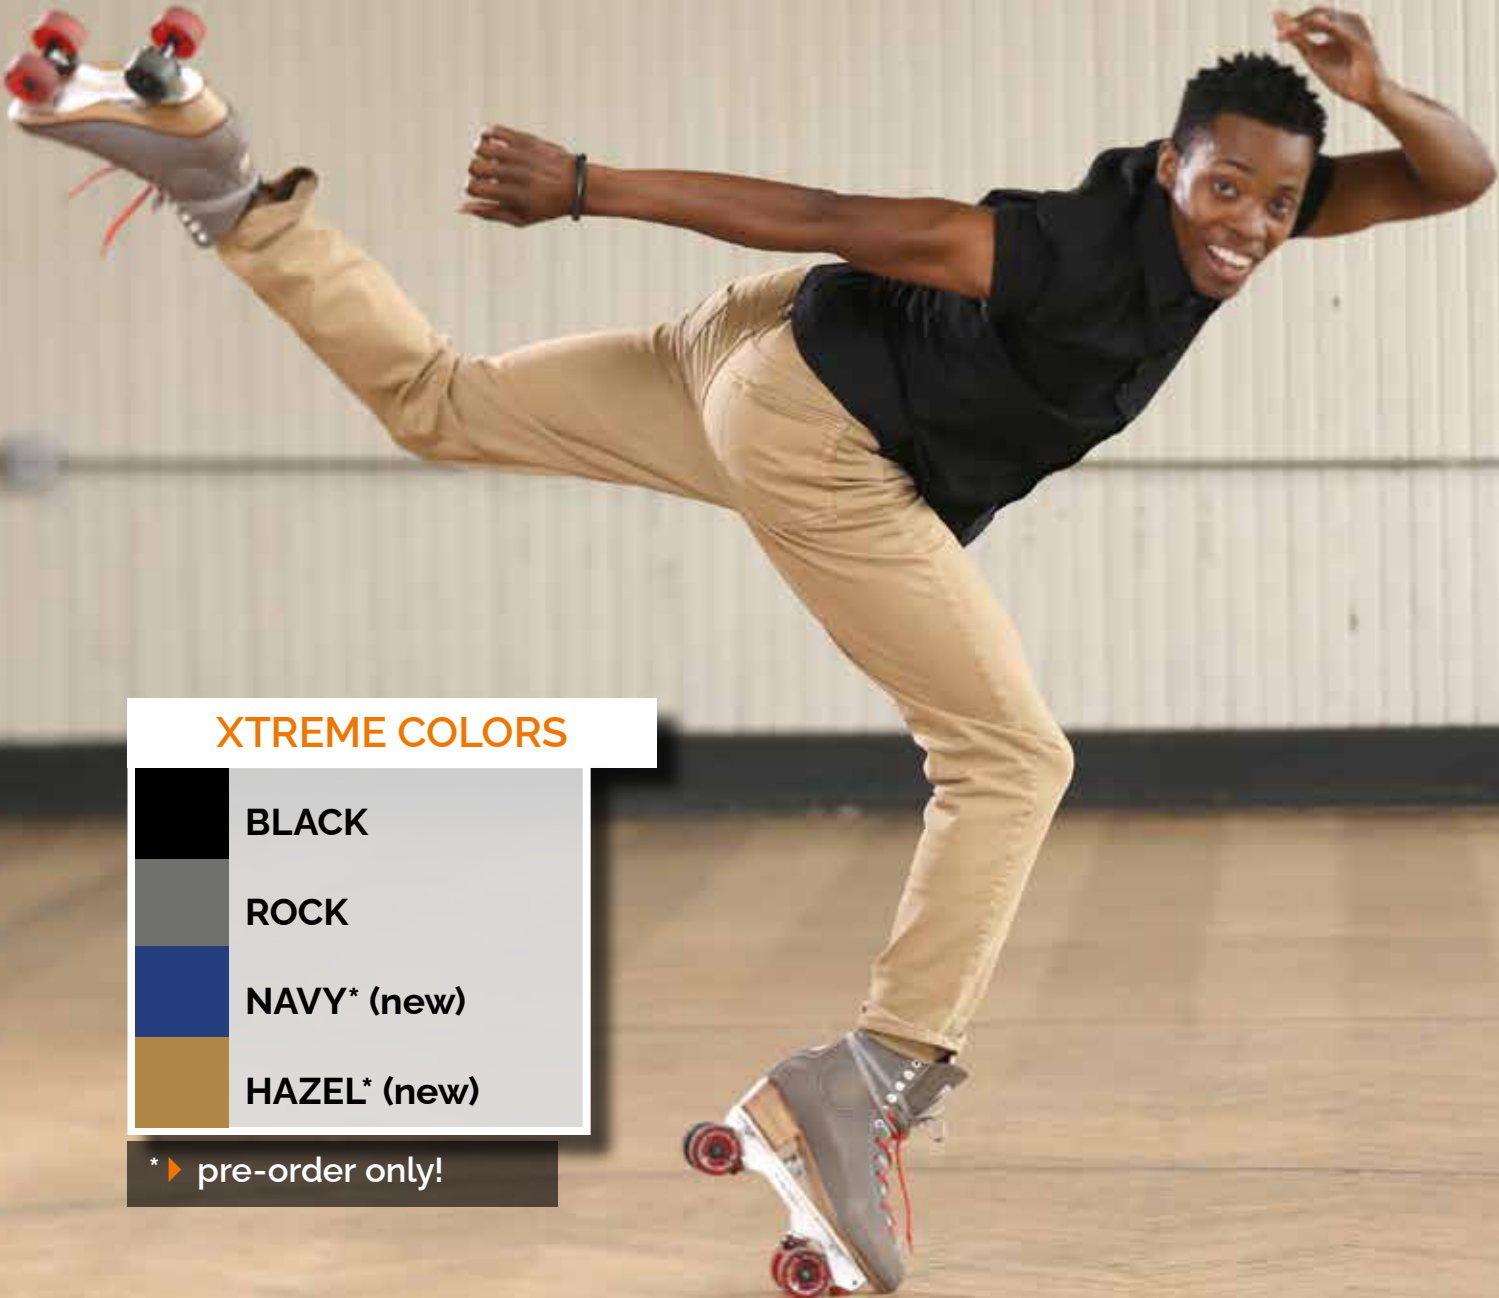 XTREME COLORS
BLACK
ROCK
NAVY* (new)
HAZEL* (new)
* pre-order only!